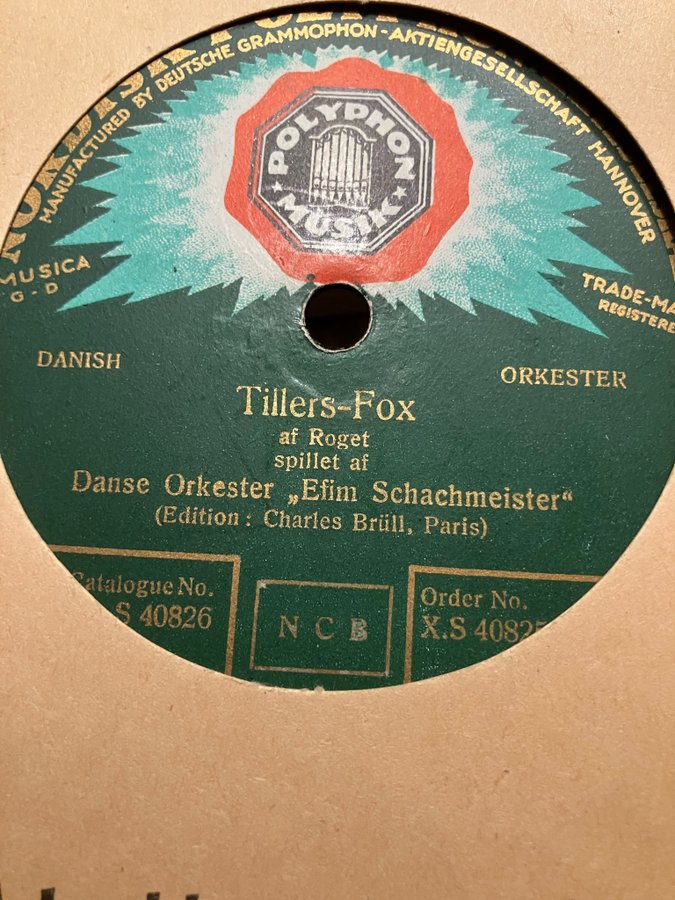 MANUFACTURED BY DEUTSCHE GRAMMOPHON-AKTIENGESELLSCHAFT HANNOVER
POLYPHON
MUSIK
MUSICA
G-D
TRADE-MA
REGISTERE
DANISH
ORKESTER
Tillers-Fox
af Roget
spillet af
Danse Orkester „Efim Schachmeister“
(Edition: Charles Brüll, Paris)
Catalogue No.
S 40826
N C B
Order No.
X.S 40825